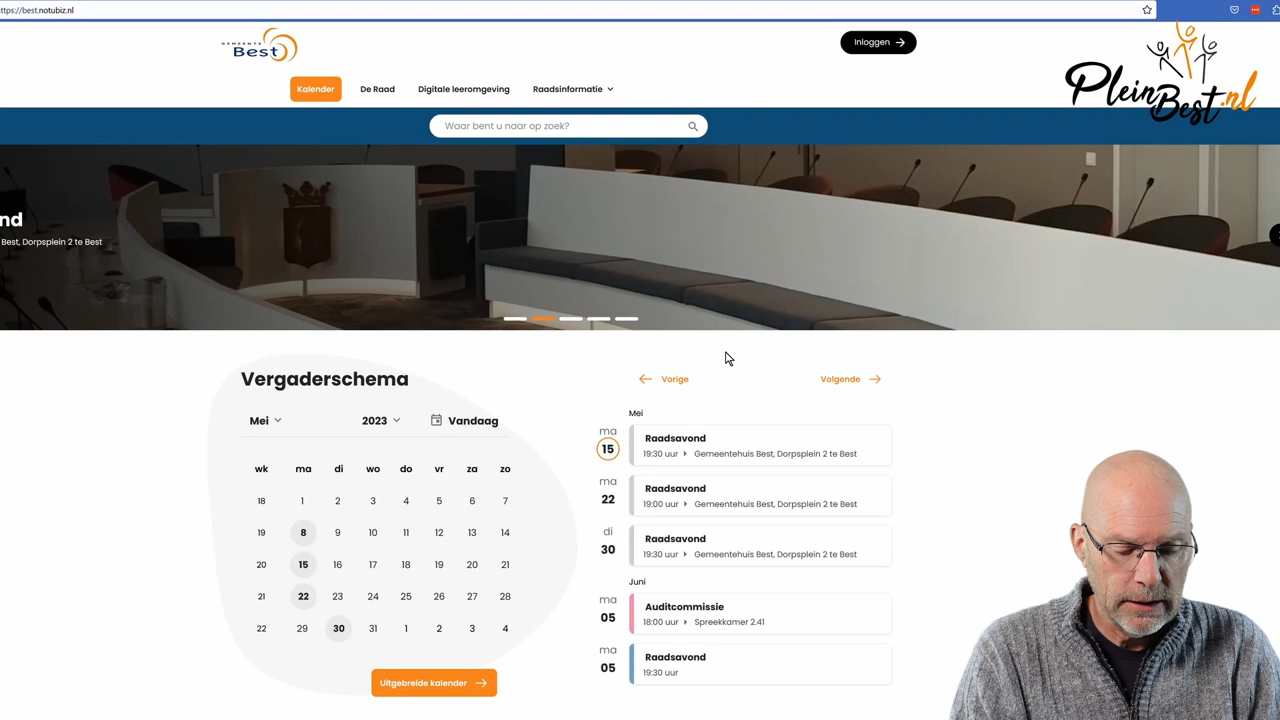 ttps://best.notubiz.nl
GEMEENTE
Best
Inloggen
PleinBest.nl
Kalender De Raad Digitale leeromgeving Raadsinformatie
Waar bent u naar op zoek?
nd
Best, Dorpsplein 2 te Best
Vergaderschema
Mei 2023 Vandaag
wk ma di wo do vr za zo
18 1 2 3 4 5 6 7
19 8 9 10 11 12 13 14
20 15 16 17 18 19 20 21
21 22 23 24 25 26 27 28
22 29 30 31 1 2 3 4
Uitgebreide kalender
Vorige Volgende
Mei
ma
15
Raadsavond
19:30 uur Gemeentehuis Best, Dorpsplein 2 te Best
ma
22
Raadsavond
19:00 uur Gemeentehuis Best, Dorpsplein 2 te Best
di
30
Raadsavond
19:30 uur Gemeentehuis Best, Dorpsplein 2 te Best
Juni
ma
05
Auditcommissie
18:00 uur Spreekkamer 2.41
ma
05
Raadsavond
19:30 uur